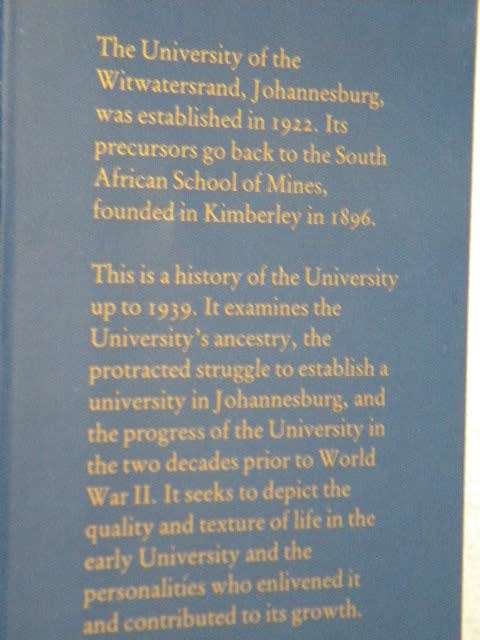 The University of the
Witwatersrand, Johannesburg,
was established in 1922. Its
precursors go back to the South
African School of Mines,
founded in Kimberley in 1896.
This is a history of the University
up to 1939. It examines the
University's ancestry, the
protracted struggle to establish a
university in Johannesburg, and
the progress of the University in
the two decades prior to World
War II. It seeks to depict the
quality and texture of life in the
early University and the
personalities who enlivened it
and contributed to its growth.